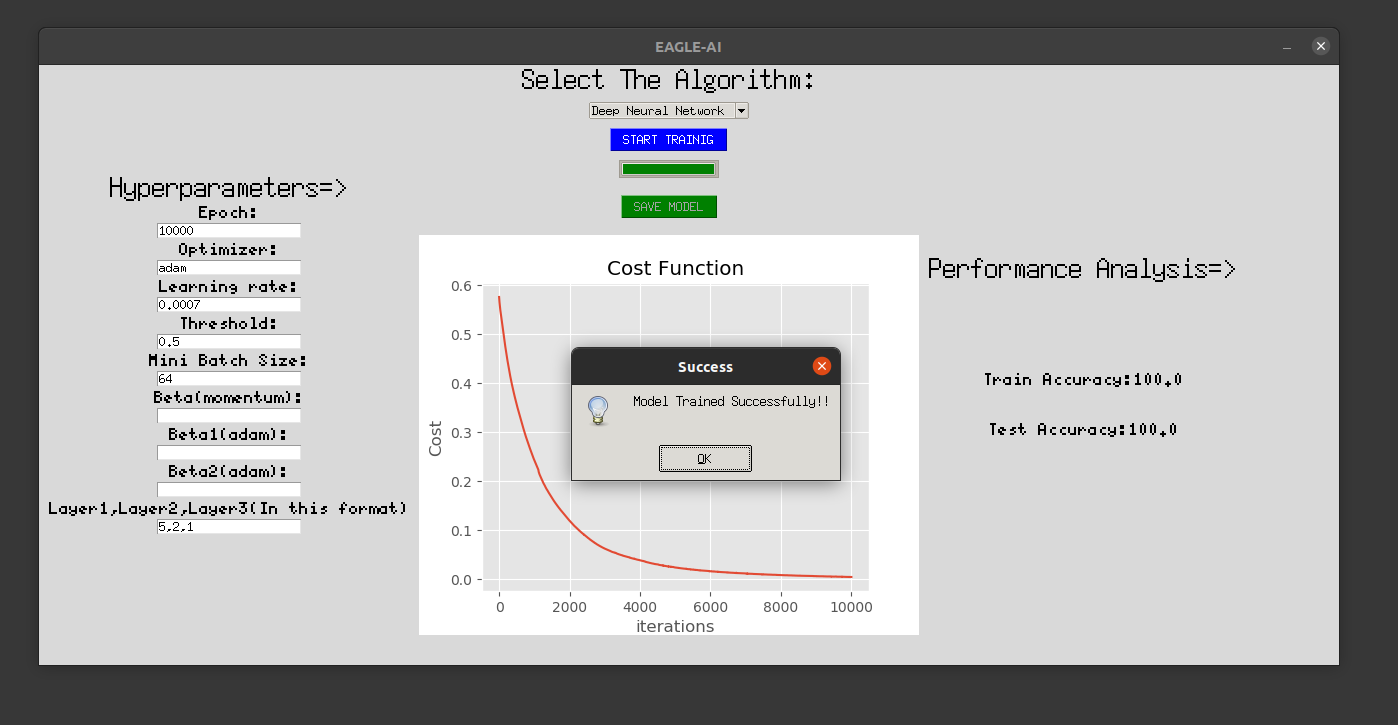 EAGLE-AI
Select The Algorithm:
Deep Neural Network
START TRAINIG
SAVE MODEL
Hyperparameters=>
Epoch:
10000
Optimizer:
adam
Learning rate:
0.0007
Threshold:
0.5
Mini Batch Size:
64
Beta(momentum):
Beta1(adam):
Beta2(adam):
Layer1,Layer2,Layer3(In this format)
5,2,1
Cost Function
Cost
0.6
0.5
0.4
0.3
0.2
0.1
0.0
0 2000 4000 6000 8000 10000
iterations
Success
Model Trained Successfully!!
OK
Performance Analysis=>
Train Accuracy:100.0
Test Accuracy:100.0